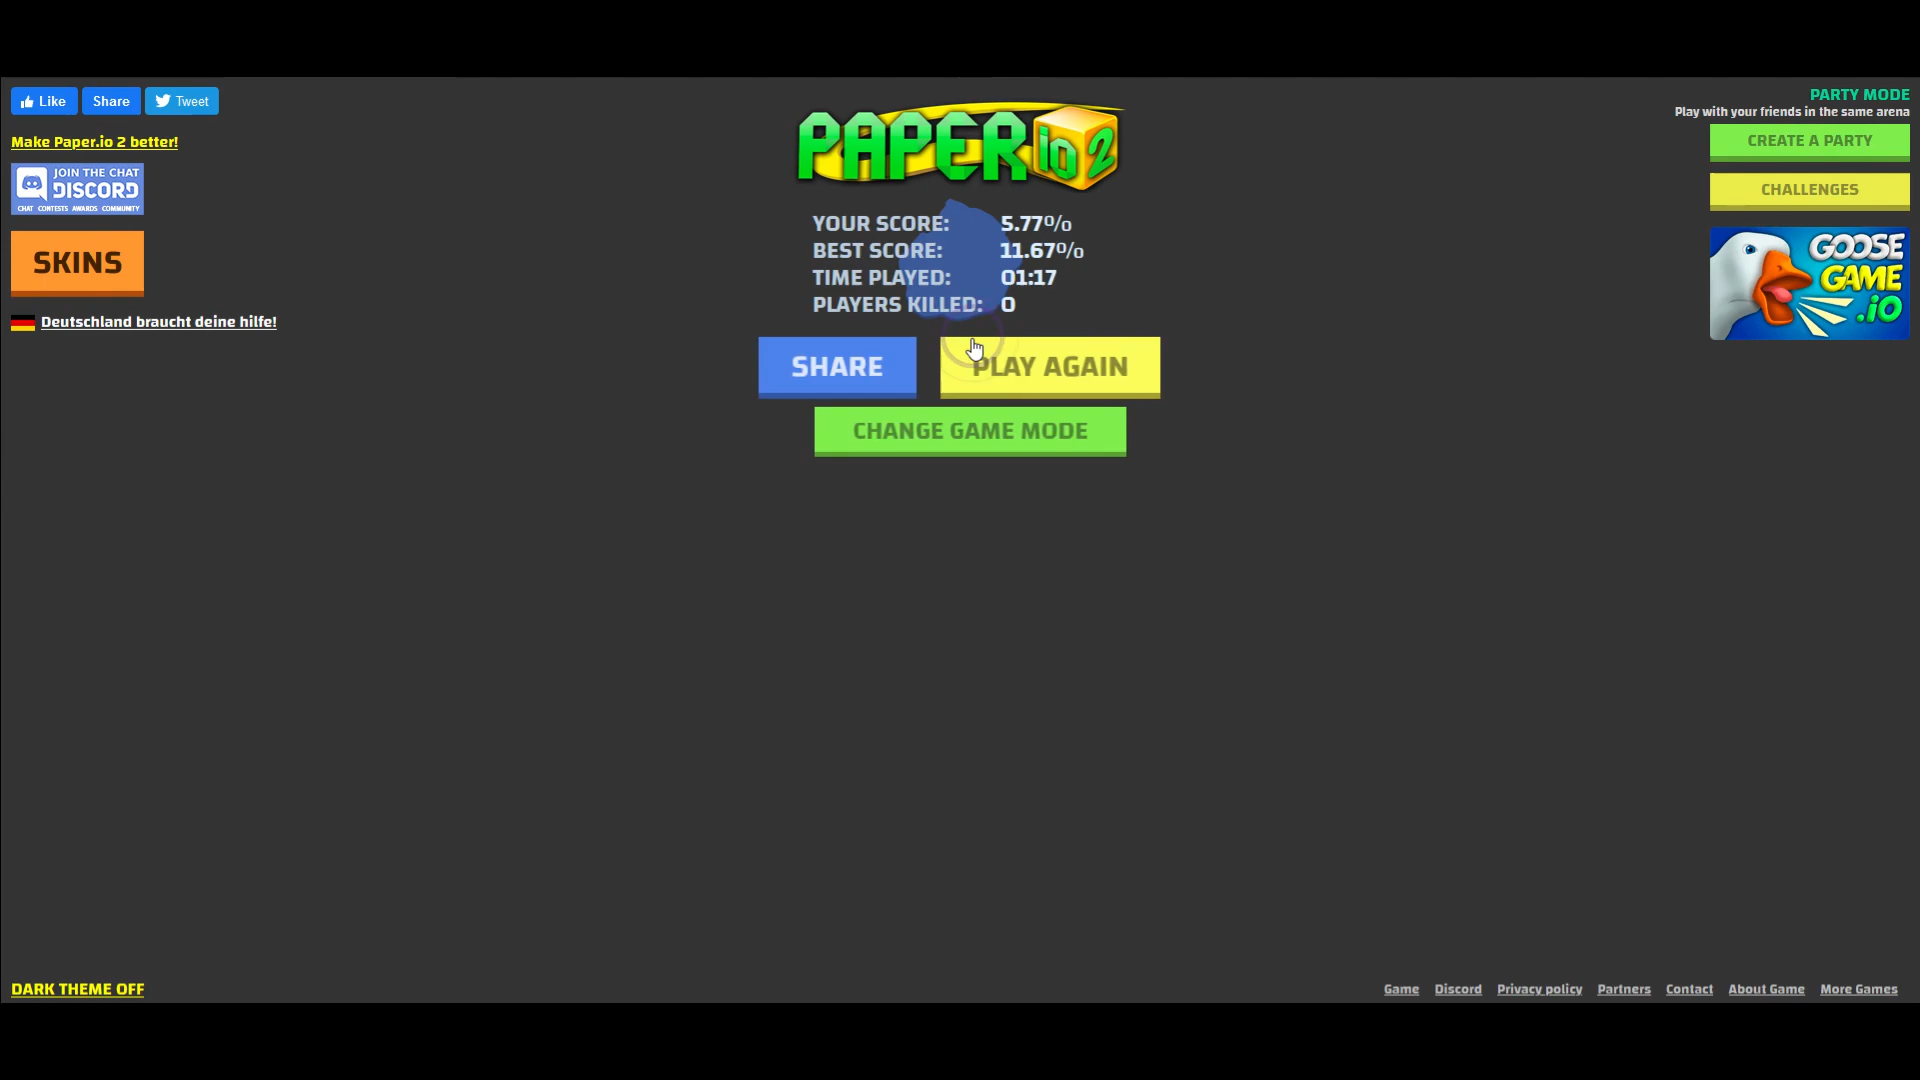 Like Share Tweet
Make Paper.io 2 better!
JOIN THE CHAT
DISCORD
CHAT CONTESTS AWARDS COMMUNITY
SKINS
Deutschland braucht deine hilfe!
PAPER io 2
YOUR SCORE: 5.77%
BEST SCORE: 11.67%
TIME PLAYED: 01:17
PLAYERS KILLED: 0
SHARE PLAY AGAIN
CHANGE GAME MODE
PARTY MODE
Play with your friends in the same arena
CREATE A PARTY
CHALLENGES
GOOSE
GAME
.io
DARK THEME OFF
Game Discord Privacy policy Partners Contact About Game More Games